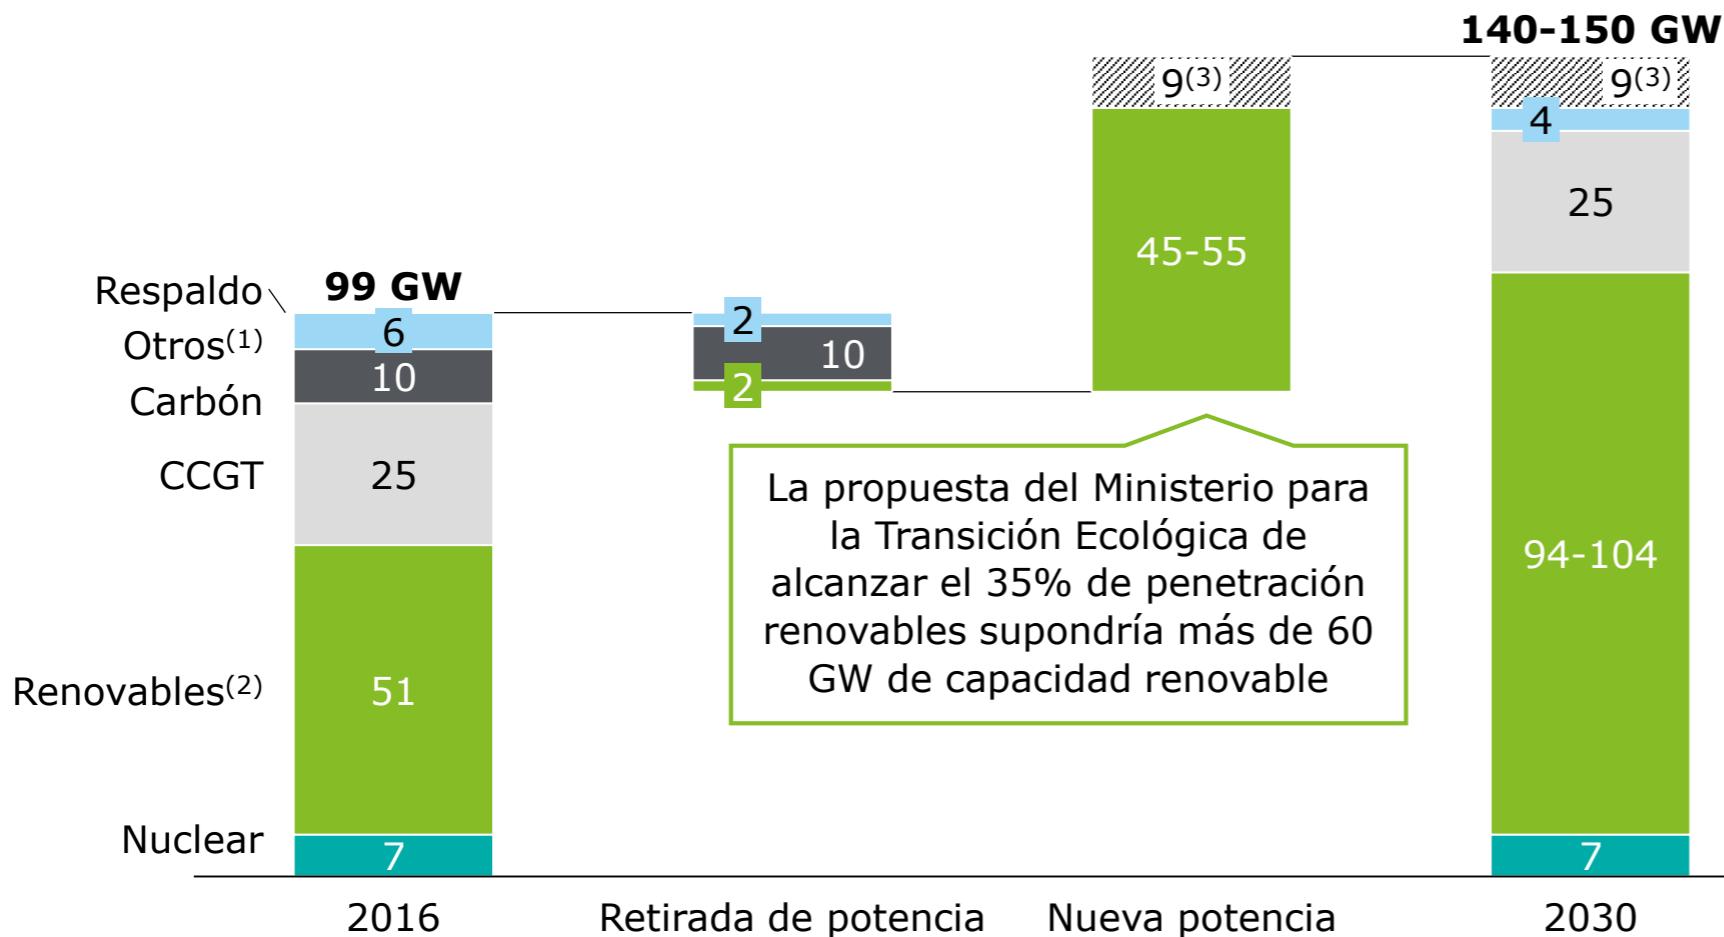 140-150 GW
9(3)
9(3)
4
25
45-55
Respaldo
99 GW
6
2
Otros(1)
10
10
Carbón
2
CCGT
25
La propuesta del Ministerio para
la Transición Ecológica de
alcanzar el 35% de penetración
renovables supondría más de 60
GW de capacidad renovable
94-104
Renovables(2)
51
Nuclear
7
7
2016
Retirada de potencia
Nueva potencia
2030